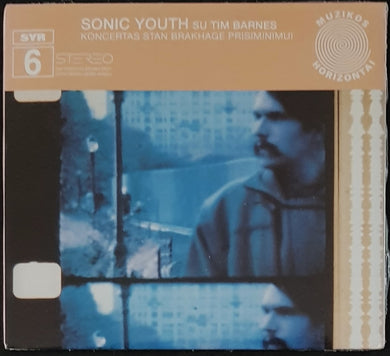 SONIC YOUTH SU TIM BARNES
KONCERTAS STAN BRAKHAGE PRISIMINIMUI
SYR
6
STEREO
MUZIKOS
HORIZONTAI